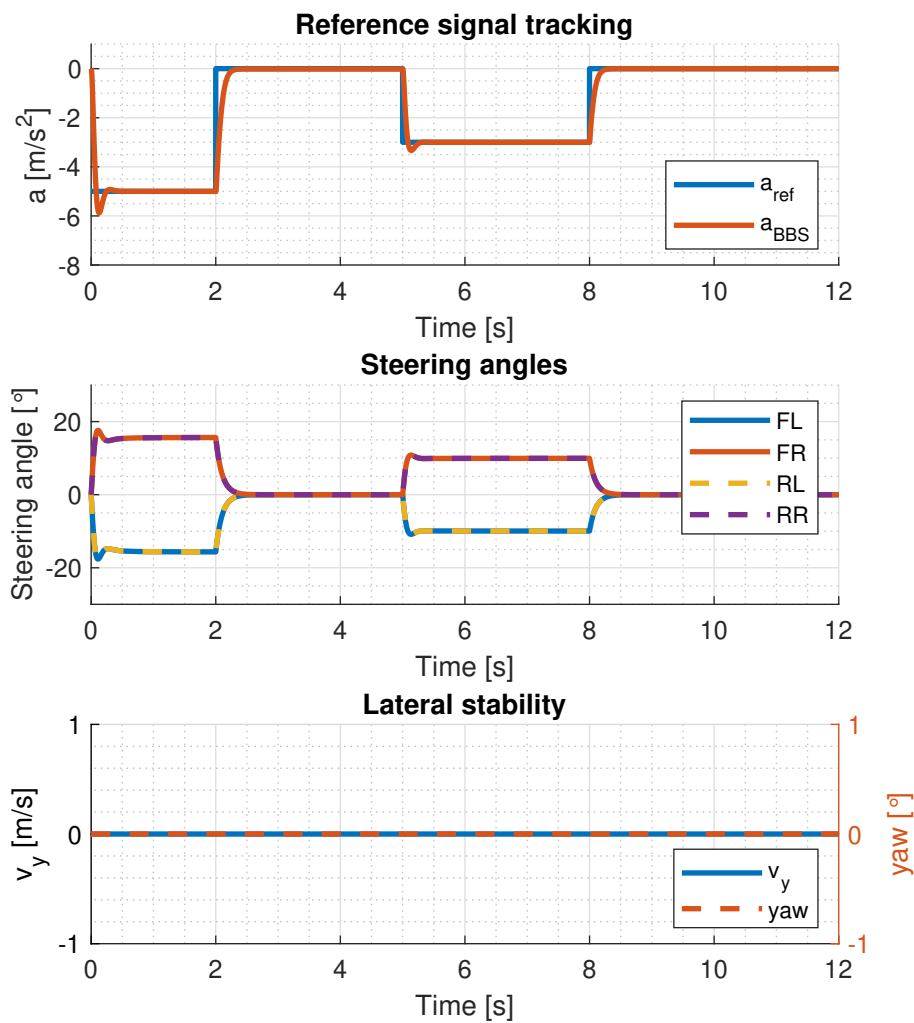 Reference signal tracking
a [m/s²]
0
-2
-4
-6
-8
a_ref
a_BBS
0 2 4 6 8 10 12
Time [s]
Steering angles
Steering angle [°]
20
0
-20
FL
FR
RL
RR
0 2 4 6 8 10 12
Time [s]
Lateral stability
v_y [m/s]
1
0
-1
yaw [°]
1
0
-1
v_y
yaw
0 2 4 6 8 10 12
Time [s]